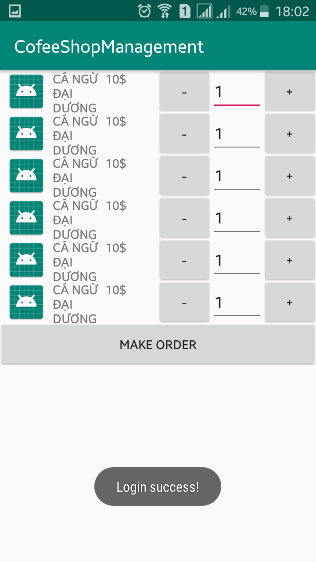 1 42% 18:02
CofeeShopManagement
CÁ NGỪ 10$ - 1 +
ĐẠI
DƯƠNG
CÁ NGỪ 10$ - 1 +
ĐẠI
DƯƠNG
CÁ NGỪ 10$ - 1 +
ĐẠI
DƯƠNG
CÁ NGỪ 10$ - 1 +
ĐẠI
DƯƠNG
CÁ NGỪ 10$ - 1 +
ĐẠI
DƯƠNG
CÁ NGỪ 10$ - 1 +
ĐẠI
DƯƠNG
MAKE ORDER
Login success!